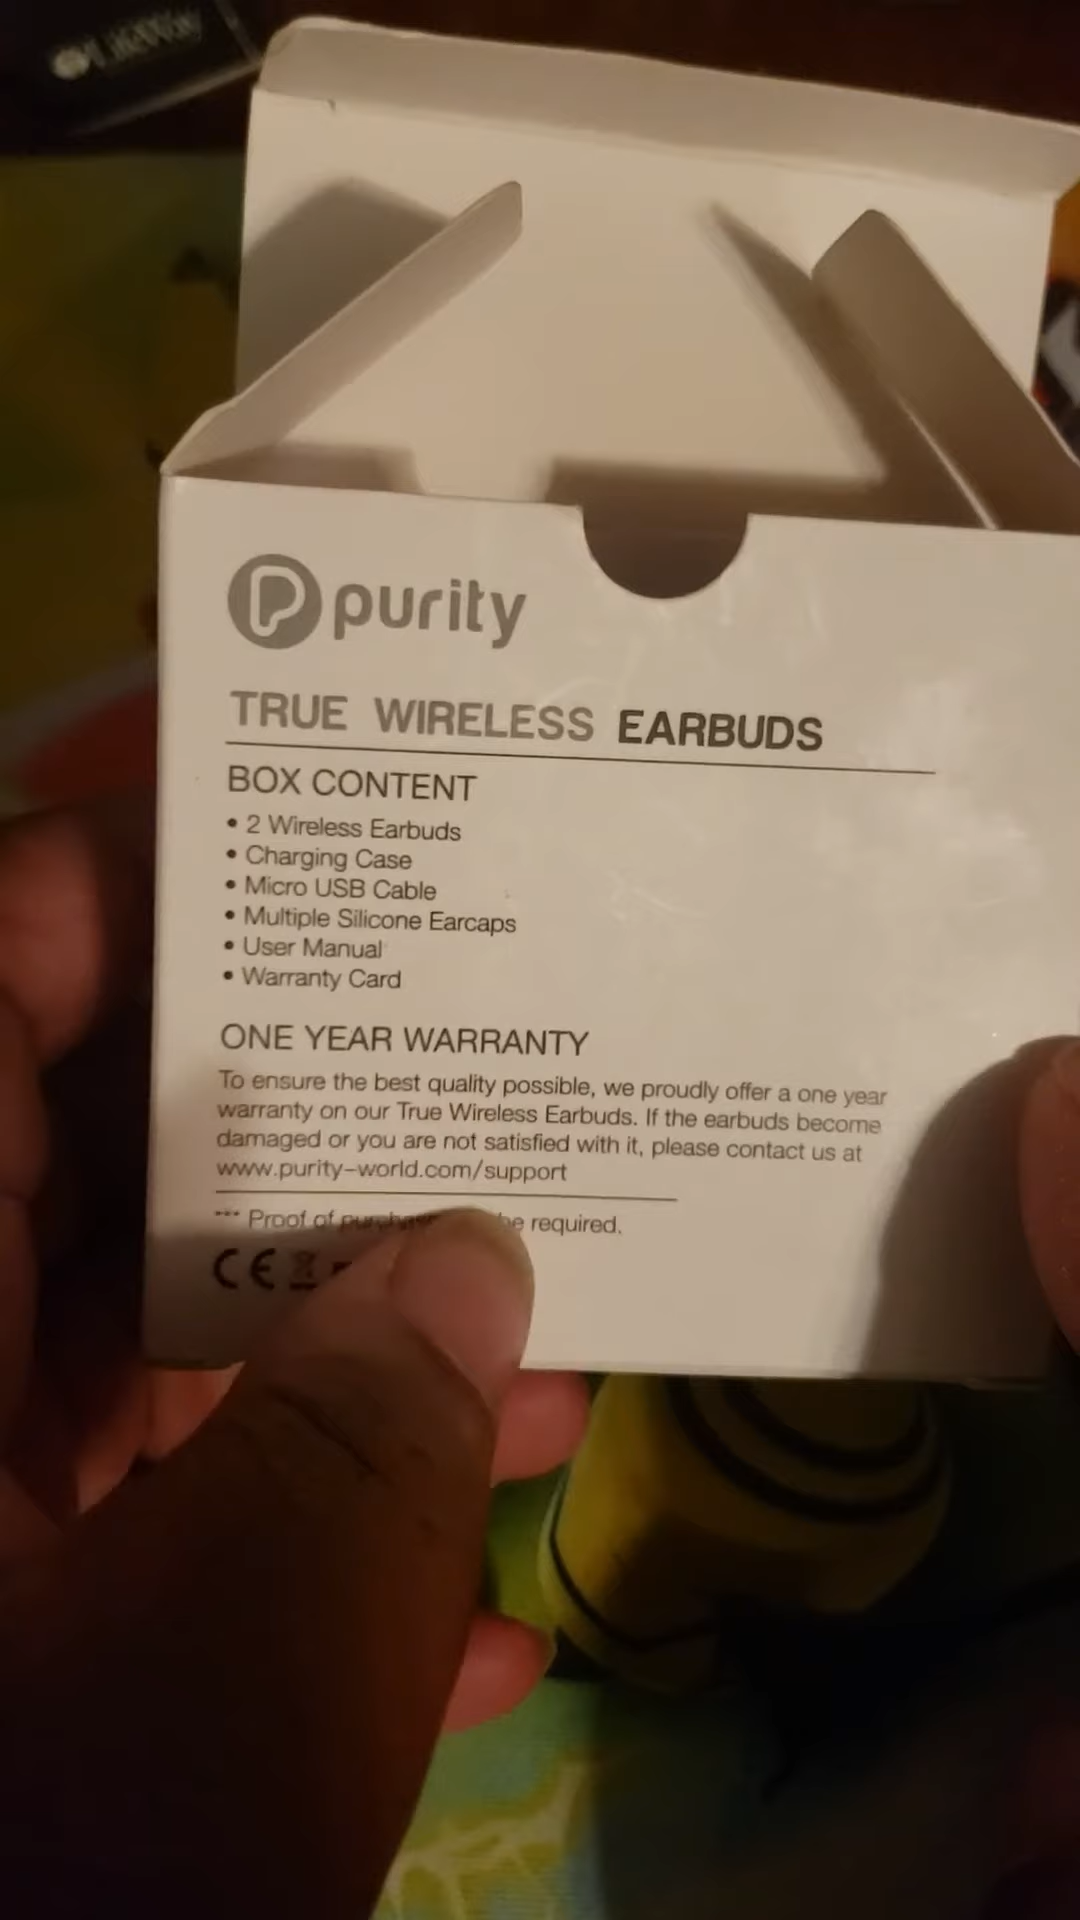 purity
TRUE WIRELESS EARBUDS
BOX CONTENT
• 2 Wireless Earbuds
• Charging Case
• Micro USB Cable
• Multiple Silicone Earcaps
• User Manual
• Warranty Card
ONE YEAR WARRANTY
To ensure the best quality possible, we proudly offer a one year
warranty on our True Wireless Earbuds. If the earbuds become
damaged or you are not satisfied with it, please contact us at
www.purity-world.com/support
*** Proof of be required.
CE